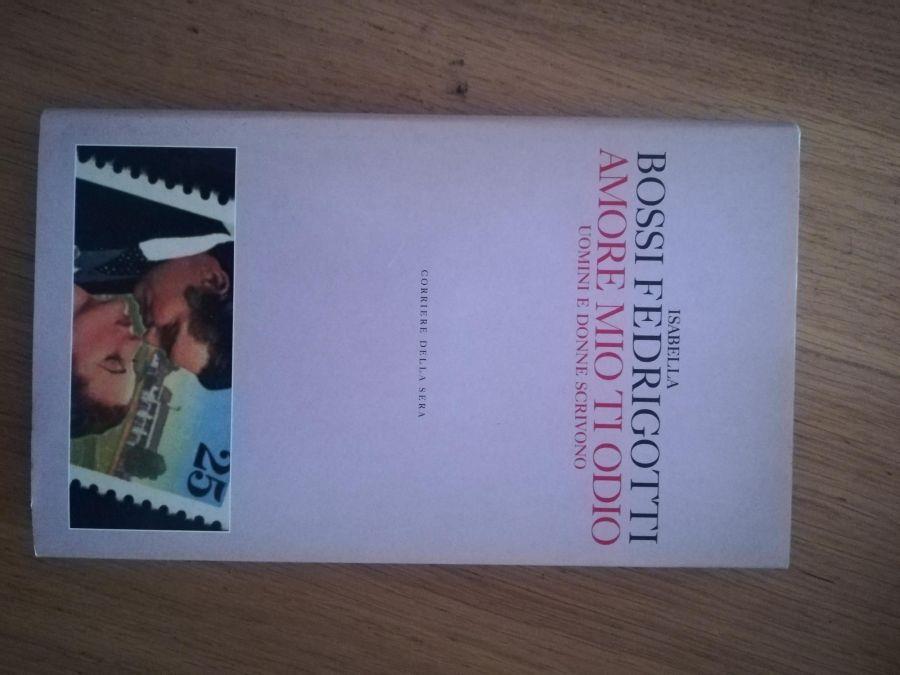 ISABELLA
BOSSI FEDRIGOTTI
AMORE MIO TI ODIO
UOMINI E DONNE SCRIVONO
CORRIERE DELLA SERA
25